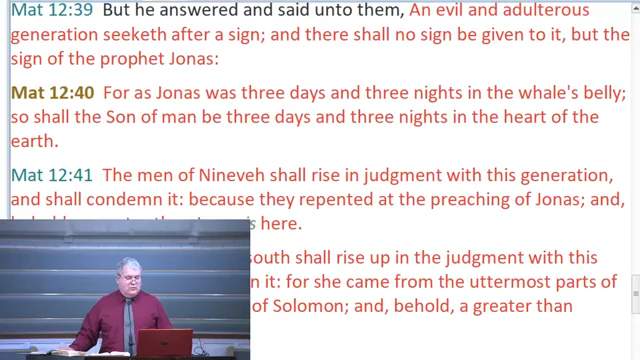 Mat 12:39 But he answered and said unto them, An evil and adulterous
generation seeketh after a sign; and there shall no sign be given to it, but the
sign of the prophet Jonas:
Mat 12:40 For as Jonas was three days and three nights in the whale's belly;
so shall the Son of man be three days and three nights in the heart of the
earth.
Mat 12:41 The men of Nineveh shall rise in judgment with this generation,
and shall condemn it: because they repented at the preaching of Jonas; and,
here.
south shall rise up in the judgment with this
n it: for she came from the uttermost parts of
of Solomon; and, behold, a greater than